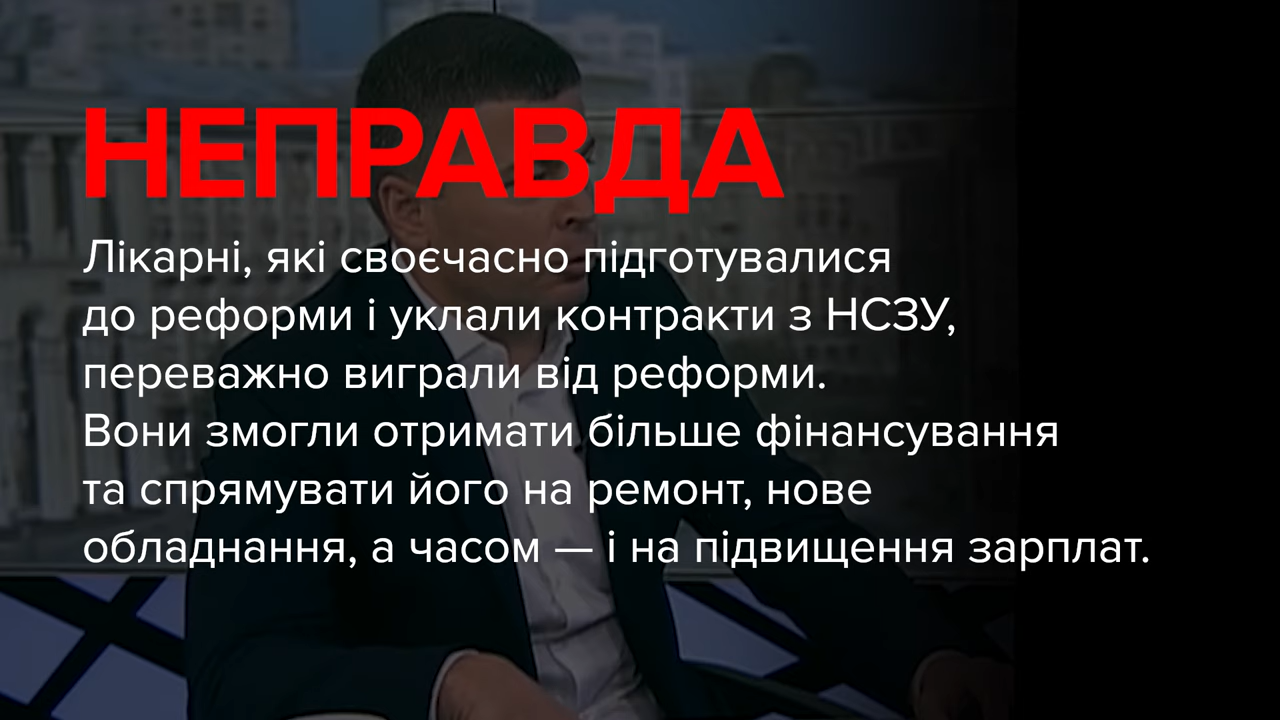 НЕПРАВДА
Лікарні, які своєчасно підготувалися
до реформи і уклали контракти з НСЗУ,
переважно виграли від реформи.
Вони змогли отримати більше фінансування
та спрямувати його на ремонт, нове
обладнання, а часом — і на підвищення зарплат.